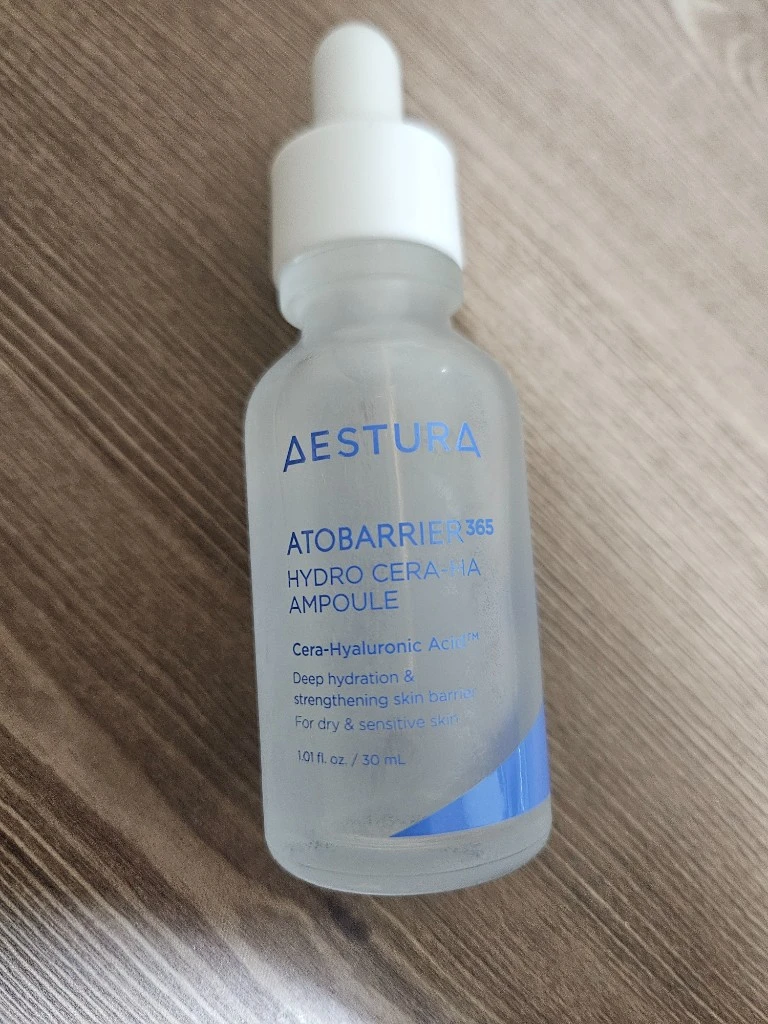 AESTURA
ATOBARRIER365
HYDRO CERA-HA
AMPOULE
Cera-Hyaluronic Acid™
Deep hydration &
strengthening skin barrier
For dry & sensitive skin
1.01 fl. oz. / 30 mL